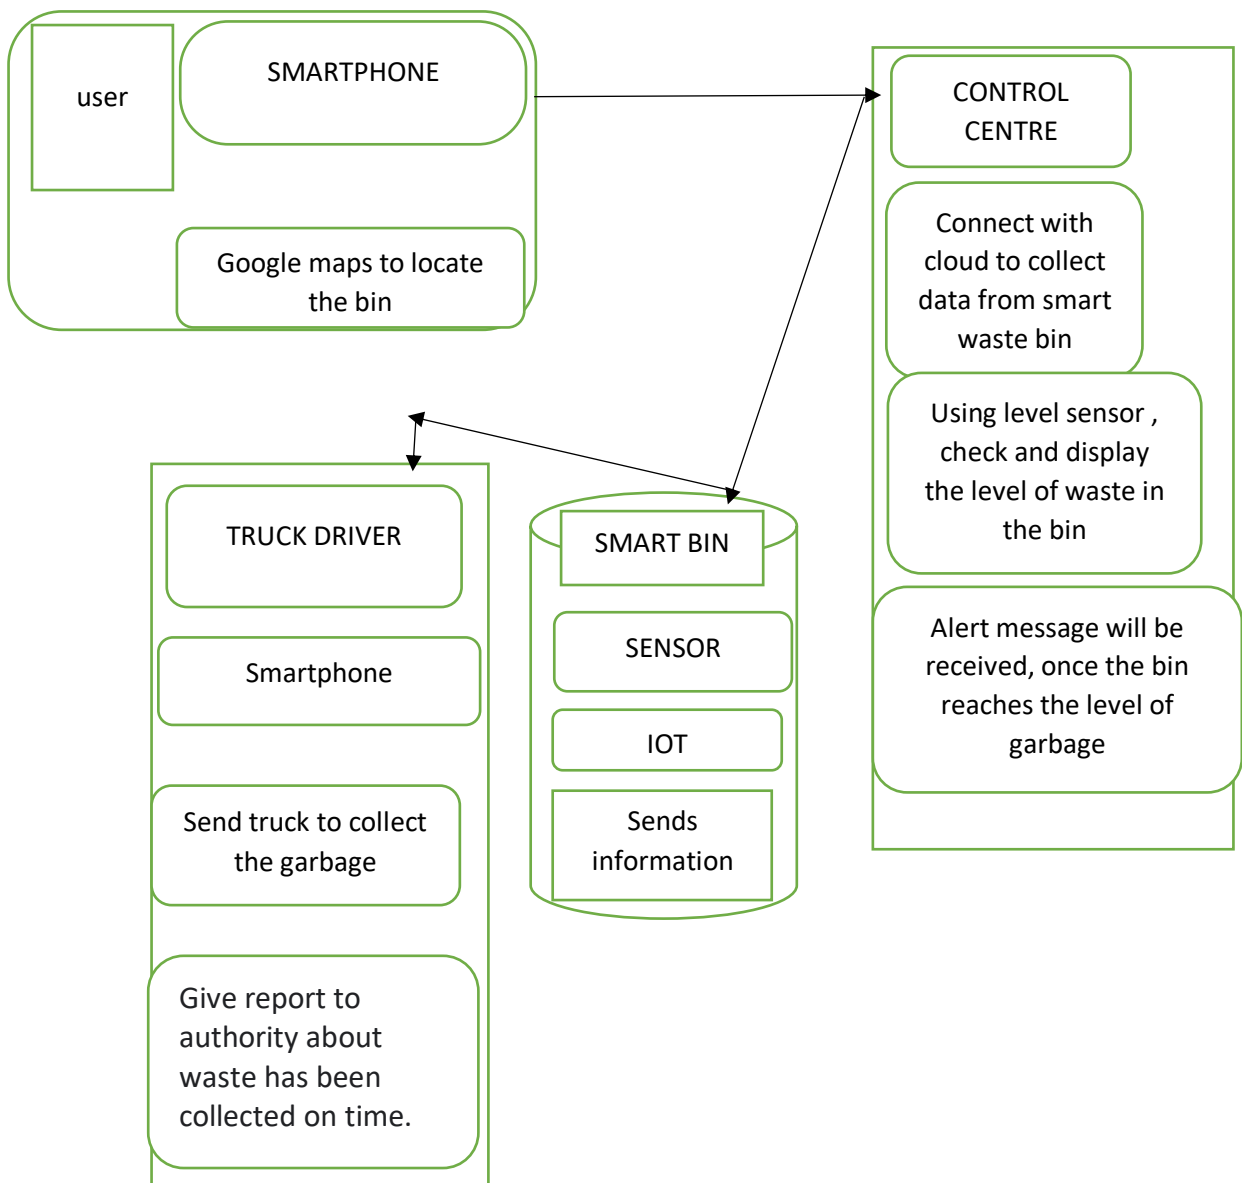 user
SMARTPHONE
Google maps to locate
the bin
CONTROL
CENTRE
Connect with
cloud to collect
data from smart
waste bin
Using level sensor ,
check and display
the level of waste in
the bin
Alert message will be
received, once the bin
reaches the level of
garbage
TRUCK DRIVER
Smartphone
Send truck to collect
the garbage
Give report to
authority about
waste has been
collected on time.
SMART BIN
SENSOR
IOT
Sends
information